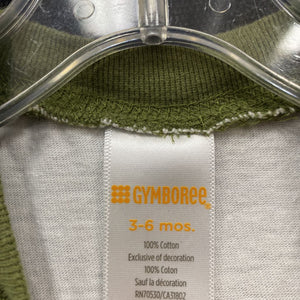 GYMBOREE
3-6 mos.
100% Cotton
Exclusive of decoration
100% Coton
Sauf la décoration
RN70530/CA31802